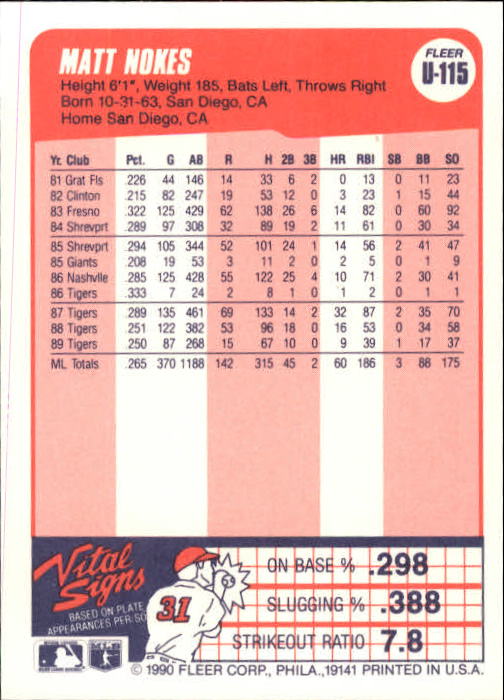 MATT NOKES
FLEER
U-115
Height 6'1", Weight 185, Bats Left, Throws Right
Born 10-31-63, San Diego, CA
Home San Diego, CA
Yr. Club Pct. G AB R H 2B 3B HR RBI SB BB SO
81 Grat Fls .226 44 146 14 33 6 2 0 13 0 11 23
82 Clinton .215 82 247 19 53 12 0 3 23 1 15 44
83 Fresno .322 125 429 62 138 26 6 14 82 0 60 92
84 Shrevprt .289 97 308 32 89 19 2 11 61 0 30 34
85 Shrevprt .294 105 344 52 101 24 1 14 56 2 41 47
85 Giants .208 19 53 3 11 2 0 2 5 0 1 9
86 Nashvlle .285 125 428 55 122 25 4 10 71 2 30 41
86 Tigers .333 7 24 2 8 1 0 1 2 0 1 1
87 Tigers .289 135 461 69 133 14 2 32 87 2 35 70
88 Tigers .251 122 382 53 96 18 0 16 53 0 34 58
89 Tigers .250 87 268 15 67 10 0 9 39 1 17 37
ML Totals .265 370 1188 142 315 45 2 60 186 3 88 175
Vital
Signs
BASED ON PLATE
APPEARANCES PER/SO
31
ON BASE % .298
SLUGGING % .388
STRIKEOUT RATIO 7.8
MLB
© 1990 FLEER CORP., PHILA., 19141 PRINTED IN U.S.A.